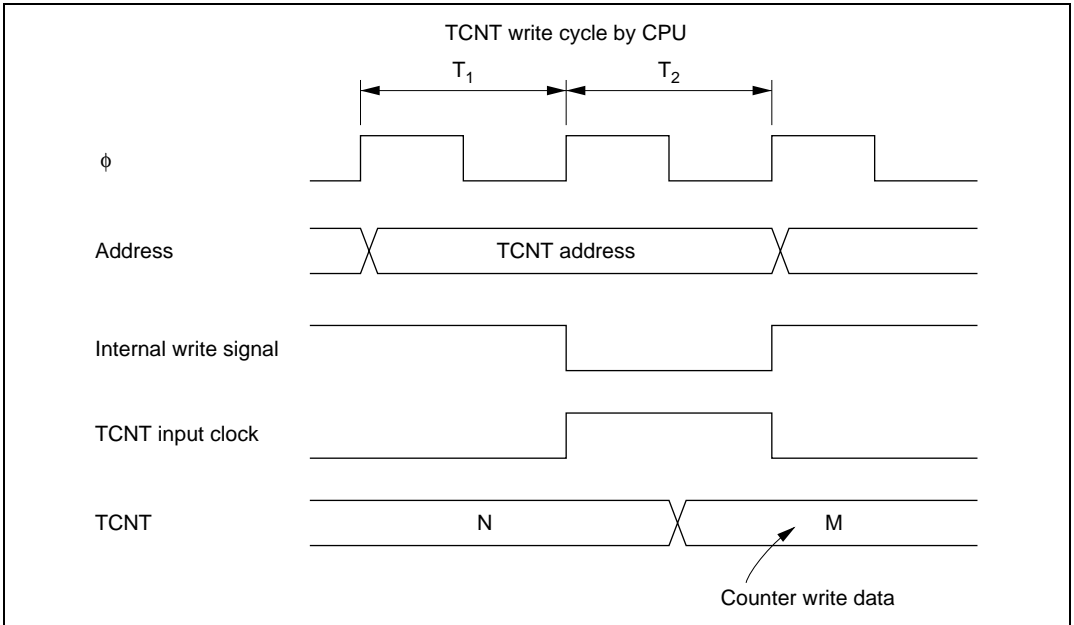 TCNT write cycle by CPU
T1 T2
ϕ
Address
TCNT address
Internal write signal
TCNT input clock
TCNT
N
M
Counter write data